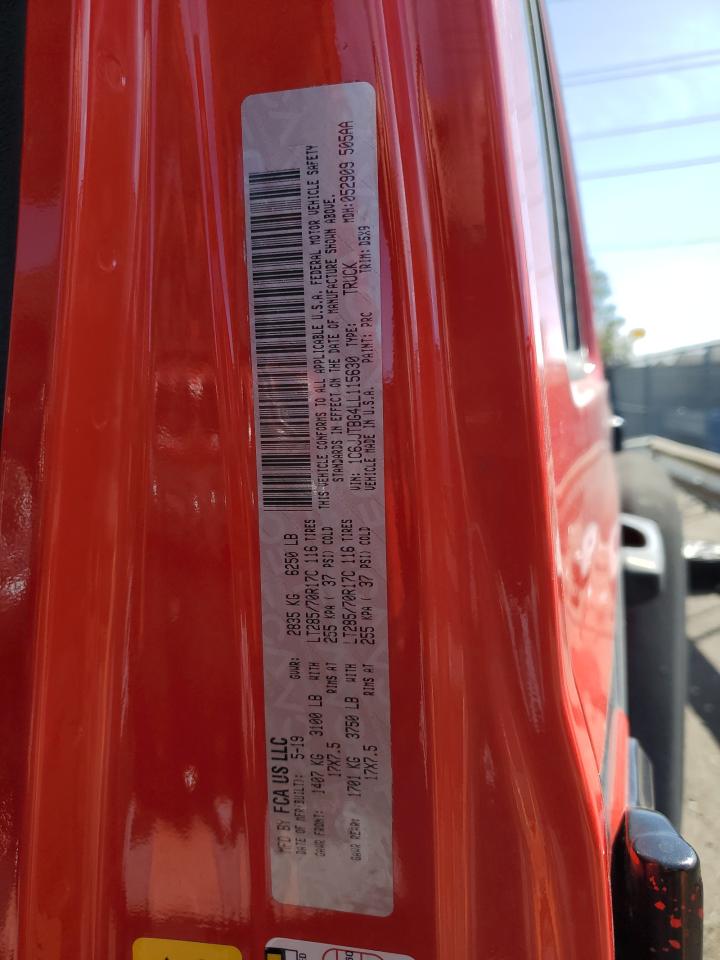 MFD BY FCA US LLC
DATE OF MFR(BUILT): 5-19 GVWR: 2835 KG 6250 LB
GAWR FRONT: 1407 KG 3100 LB WITH LT285/70R17C 116 TIRES
17X7.5 RIMS AT 255 KPA ( 37 PSI) COLD
GAWR REAR: 1701 KG 3750 LB WITH LT285/70R17C 116 TIRES
17X7.5 RIMS AT 255 KPA ( 37 PSI) COLD
THIS VEHICLE CONFORMS TO ALL APPLICABLE U.S.A. FEDERAL MOTOR VEHICLE SAFETY
STANDARDS IN EFFECT ON THE DATE OF MANUFACTURE SHOWN ABOVE.
VIN: 1C6JJTBG4LL115630 TYPE: TRUCK MDH: 052909 505AA
VEHICLE MADE IN U.S.A. PAINT: PRC TRIM: D5X9